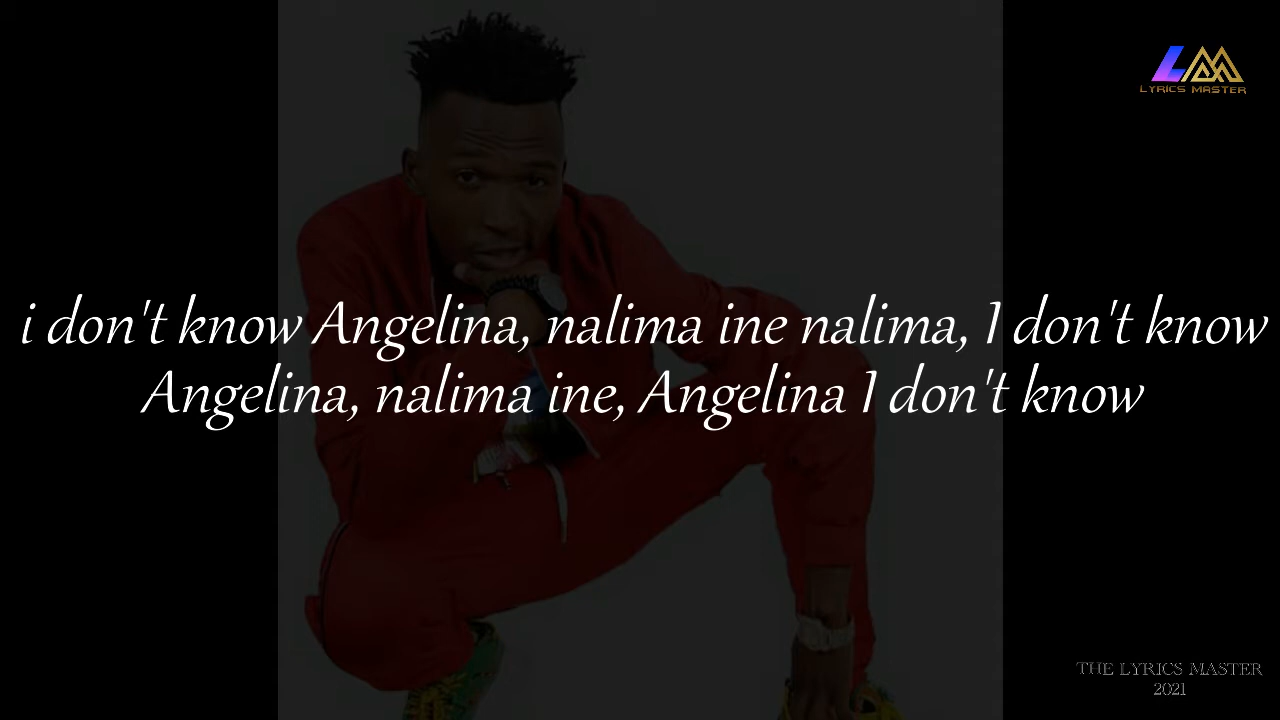 LYRICS MASTER
i don't know Angelina, nalima ine nalima, I don't know
Angelina, nalima ine, Angelina I don't know
THE LYRICS MASTER
2021